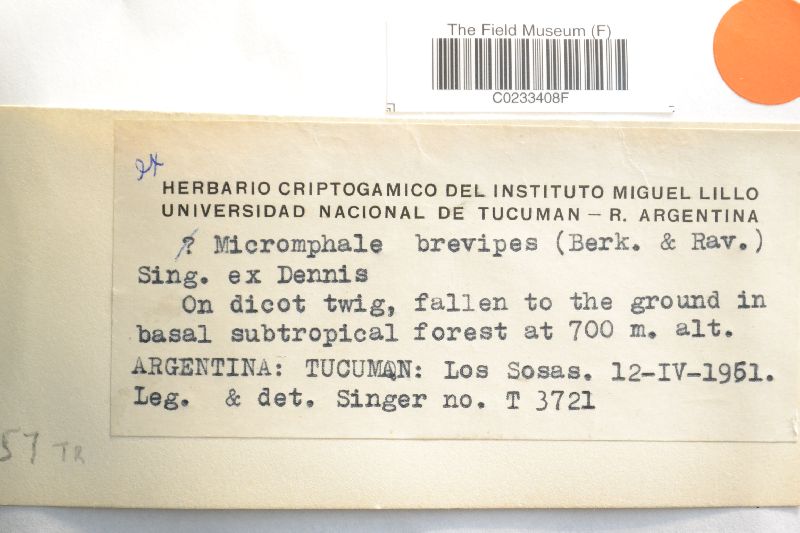 The Field Museum (F)
C0233408F
ex
HERBARIO CRIPTOGAMICO DEL INSTITUTO MIGUEL LILLO
UNIVERSIDAD NACIONAL DE TUCUMAN — R. ARGENTINA
? Micromphale brevipes (Berk. & Rav.)
Sing. ex Dennis
On dicot twig, fallen to the ground in
basal subtropical forest at 700 m. alt.
ARGENTINA: TUCUMAN: Los Sosas. 12-IV-1961.
Leg. & det. Singer no. T 3721
57 TR